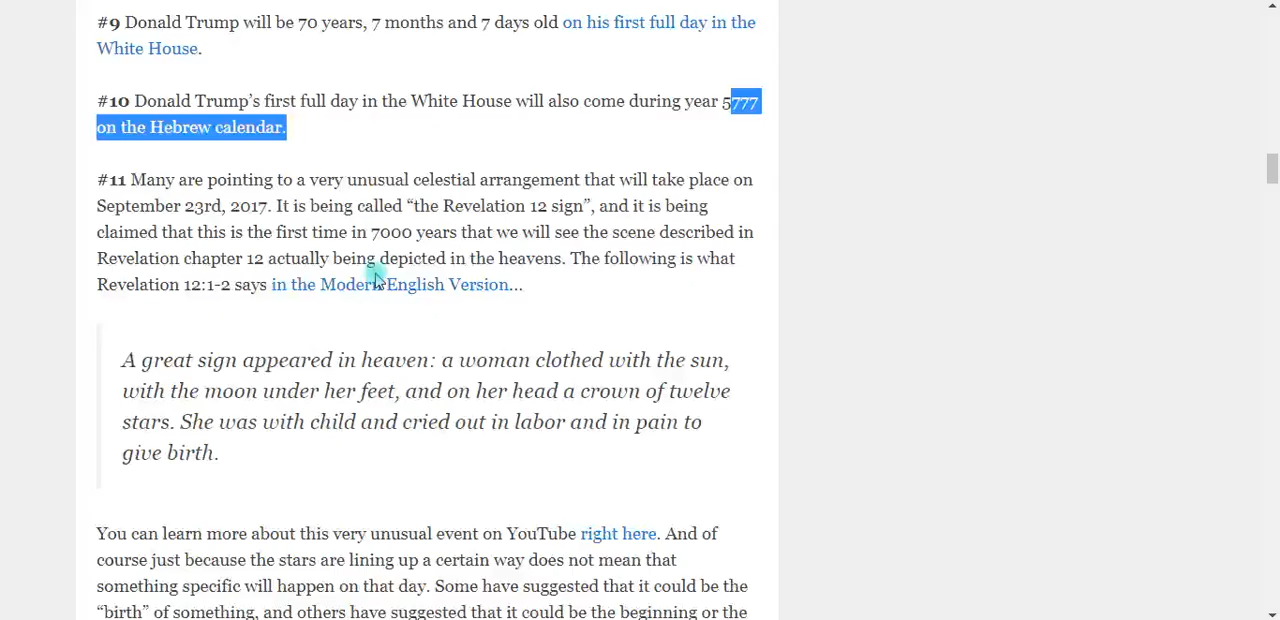 #9 Donald Trump will be 70 years, 7 months and 7 days old on his first full day in the
White House.
#10 Donald Trump’s first full day in the White House will also come during year 5777
on the Hebrew calendar.
#11 Many are pointing to a very unusual celestial arrangement that will take place on
September 23rd, 2017. It is being called “the Revelation 12 sign”, and it is being
claimed that this is the first time in 7000 years that we will see the scene described in
Revelation chapter 12 actually being depicted in the heavens. The following is what
Revelation 12:1-2 says in the Modern English Version…
A great sign appeared in heaven: a woman clothed with the sun,
with the moon under her feet, and on her head a crown of twelve
stars. She was with child and cried out in labor and in pain to
give birth.
You can learn more about this very unusual event on YouTube right here. And of
course just because the stars are lining up a certain way does not mean that
something specific will happen on that day. Some have suggested that it could be the
“birth” of something, and others have suggested that it could be the beginning or the